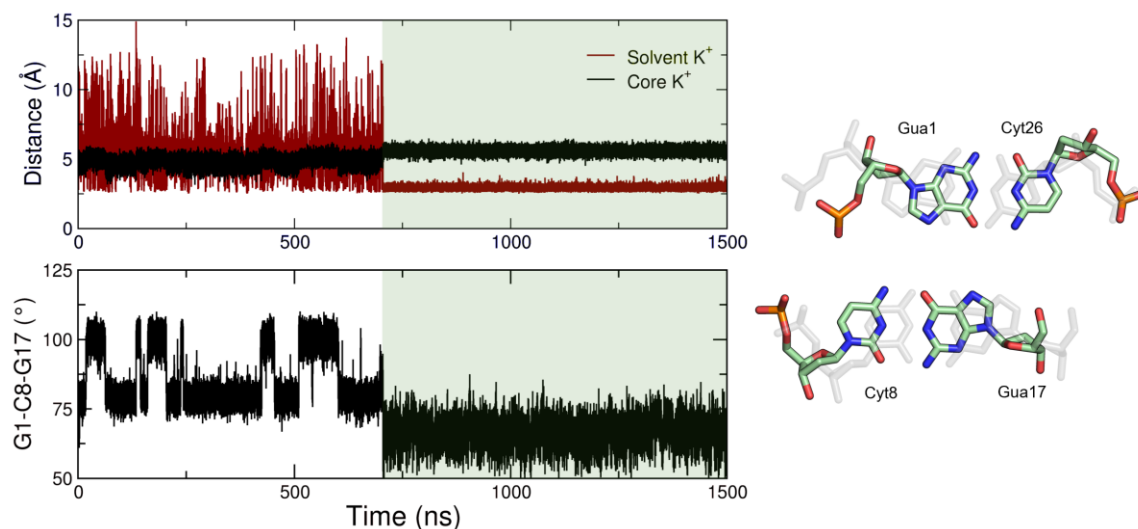 15
10
5
0
Distance (Å)
Solvent K+
Core K+
0
500
1000
1500
125
100
75
50
G1-C8-G17 (°)
0
500
1000
1500
Time (ns)
Gua1
Cyt26
Cyt8
Gua17